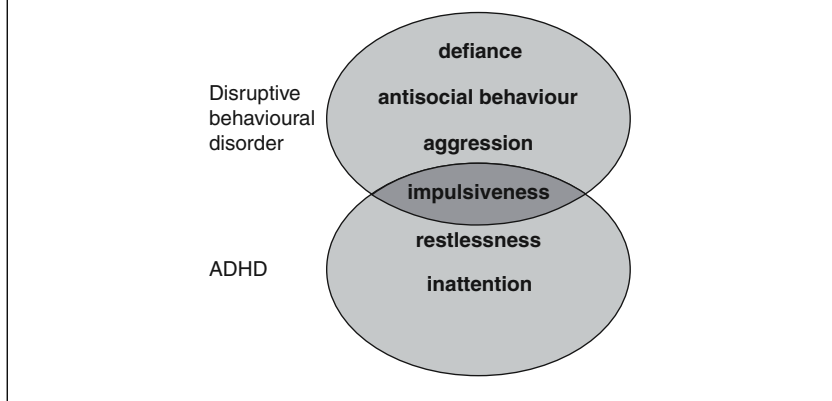 defiance
Disruptive
behavioural
disorder
antisocial behaviour
aggression
impulsiveness
restlessness
ADHD
inattention